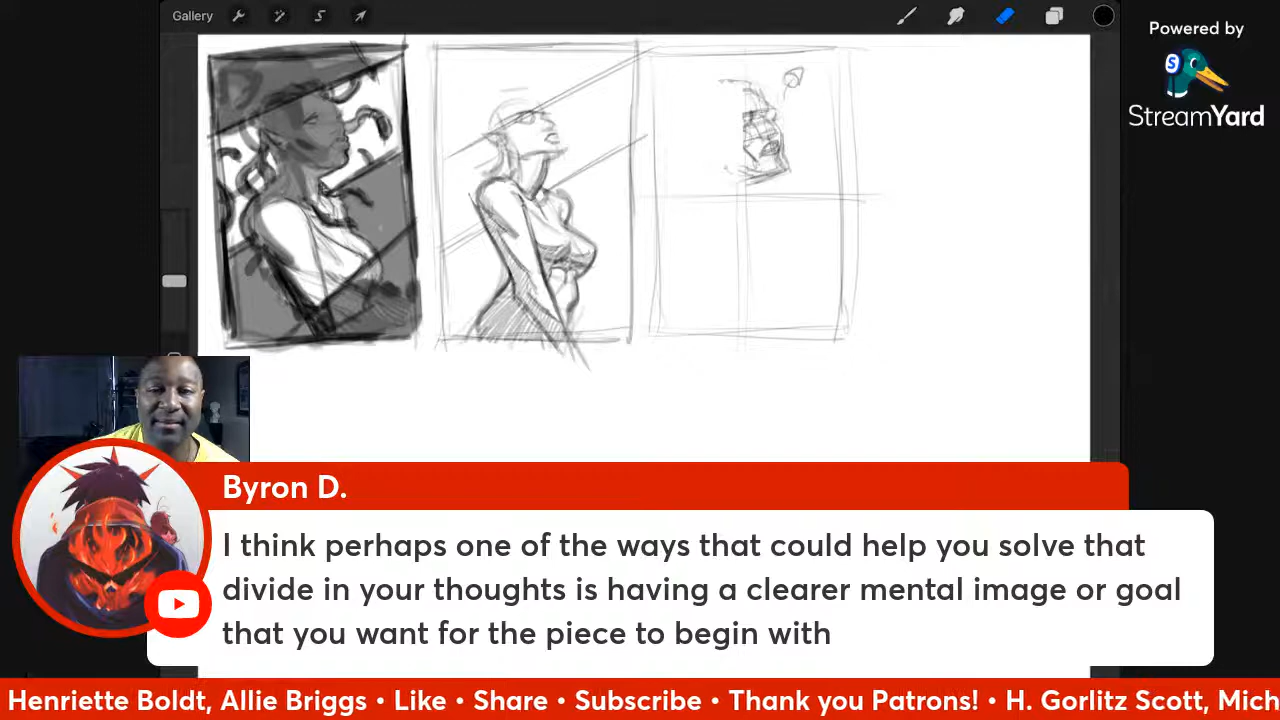 Gallery
Powered by
S
StreamYard
Byron D.
I think perhaps one of the ways that could help you solve that
divide in your thoughts is having a clearer mental image or goal
that you want for the piece to begin with
Henriette Boldt, Allie Briggs • Like • Share • Subscribe • Thank you Patrons! • H. Gorlitz Scott, Mich